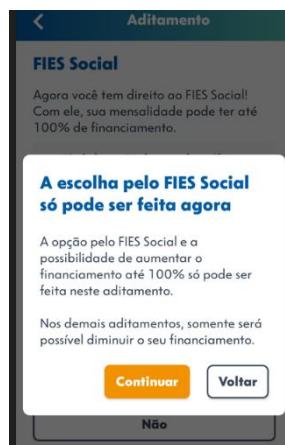 Aditamento
FIES Social
Agora você tem direito ao FIES Social!
Com ele, sua mensalidade pode ter até
100% de financiamento.
A escolha pelo FIES Social
só pode ser feita agora
A opção pelo FIES Social e a
possibilidade de aumentar o
financiamento até 100% só pode ser
feita neste aditamento.
Nos demais aditamentos, somente será
possível diminuir o seu financiamento.
Continuar
Voltar
Não